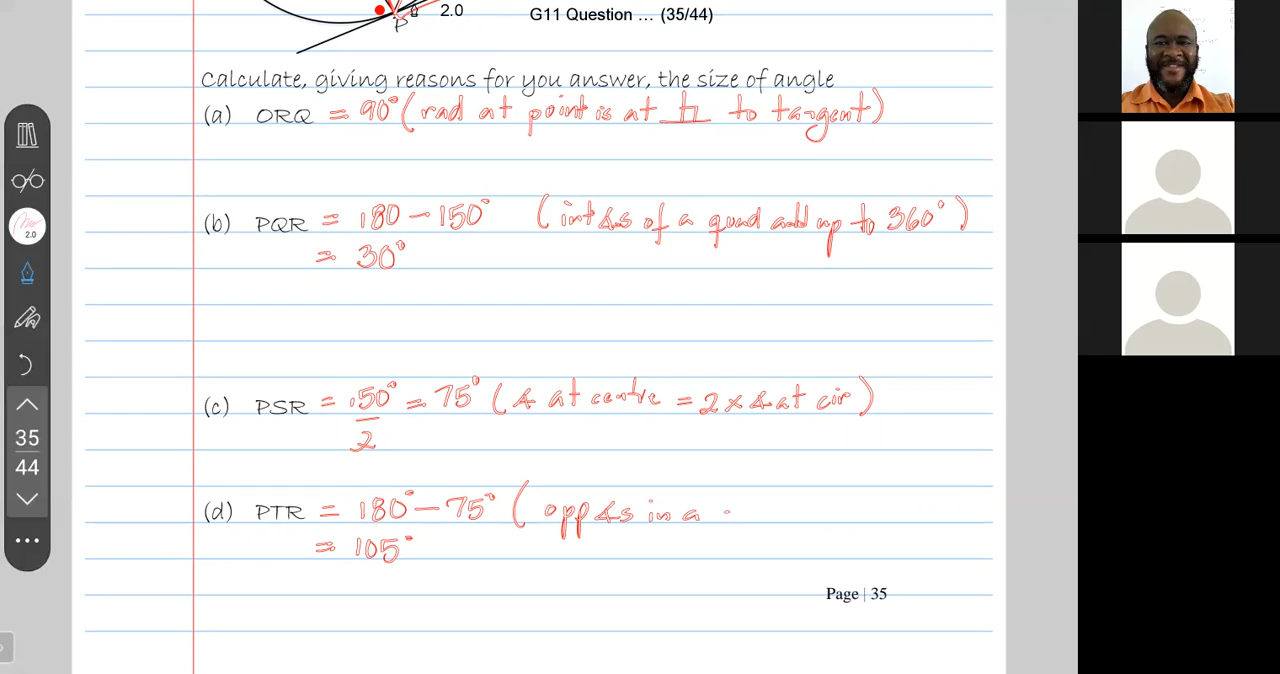 P 2.0 G11 Question … (35/44)
Calculate, giving reasons for you answer, the size of angle
(a) ORQ = 90° (rad at point is at to tangent)
(b) PQR = 180 - 150° (int ∡s of a quad add up to 360°)
= 30°
(c) PSR = 150°/2 = 75° (∡ at centre = 2 × ∡ at cir)
(d) PTR = 180° - 75° (opp ∡s in a
= 105°
Page | 35
2.0
35
44